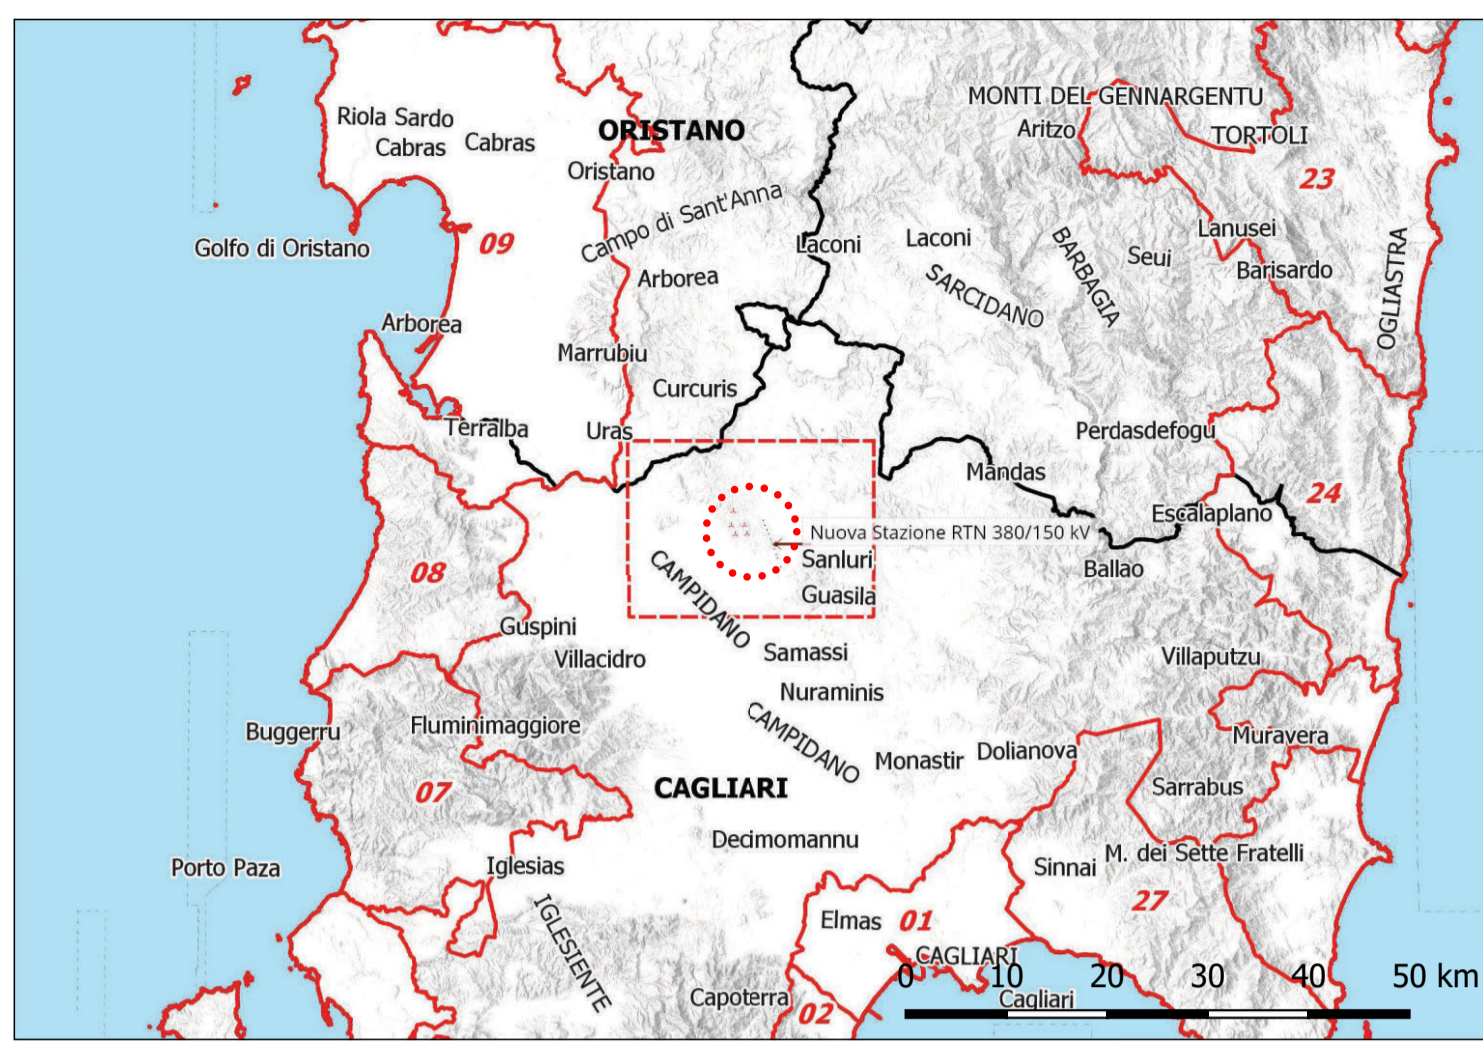 MONTI DEL GENNARGENTU
Riola Sardo
Aritzo
ORISTANO
TORTOLI
Cabras
Cabras
Oristano
23
Campo di Sant'Anna
Lanusei
Laconi
Laconi
BARBAGIA
Seui
09
Golfo di Oristano
Arborea
SARCIDANO
Barisardo
OGLIASTRA
Arborea
Marrubiu
Curcuris
Terralba
Uras
Perdasdefogu
Mandas
24
Escalaplano
Nuova Stazione RTN 380/150 kV
Sanluri
Ballao
08
CAMPIDANO
Guasila
Guspini
Villacidro
Samassi
Villaputzu
Nuraminis
Buggerru
Fluminimaggiore
CAMPIDANO
Muravera
Monastir
Dolianova
CAGLIARI
07
Sarrabus
Decimomannu
Porto Paza
Iglesias
M. dei Sette Fratelli
Sinnai
27
IGLESIENTE
Elmas
01
CAGLIARI
Capoterra
02
Cagliari
0 10 20 30 40 50 km